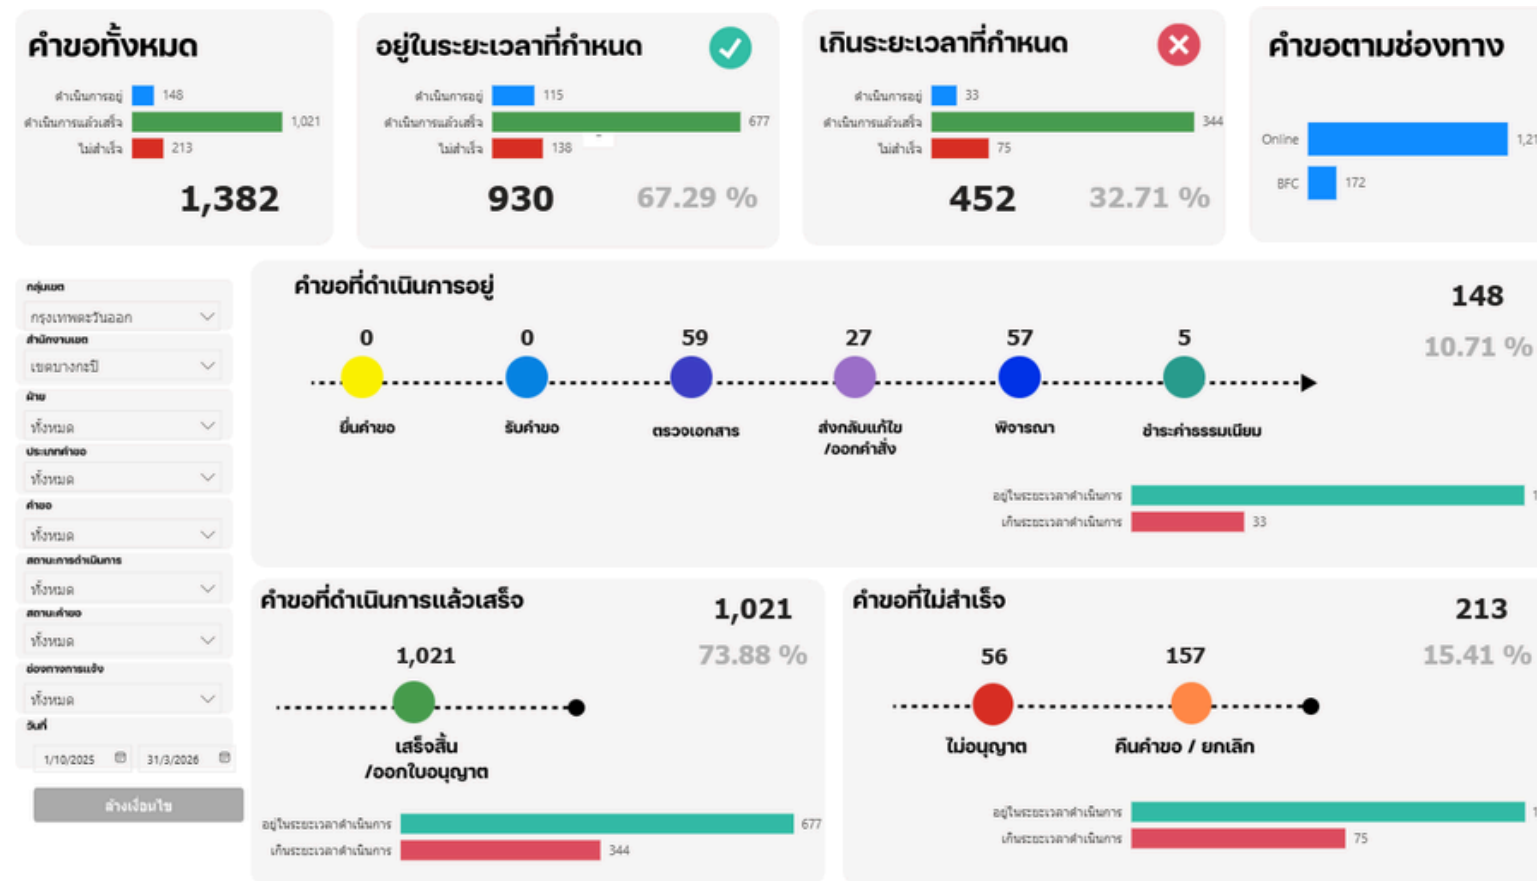 คำขอทั้งหมด
ดำเนินการอยู่ 148
ดำเนินการแล้วเสร็จ 1,021
ไม่สำเร็จ 213
1,382
อยู่ในระยะเวลาที่กำหนด
ดำเนินการอยู่ 115
ดำเนินการแล้วเสร็จ 677
ไม่สำเร็จ 138
930 67.29 %
เกินระยะเวลาที่กำหนด
ดำเนินการอยู่ 33
ดำเนินการแล้วเสร็จ 344
ไม่สำเร็จ 75
452 32.71 %
คำขอตามช่องทาง
Online
BFC 172
กลุ่มเขต
กรุงเทพตะวันออก
สำนักงานเขต
เขตบางกะปิ
ฝ่าย
ทั้งหมด
ประเภทคำขอ
ทั้งหมด
คำขอ
ทั้งหมด
สถานะการดำเนินการ
ทั้งหมด
สถานะคำขอ
ทั้งหมด
ช่องทางการแจ้ง
ทั้งหมด
วันที่
1/10/2025 31/3/2026
ล้างเงื่อนไข
คำขอที่ดำเนินการอยู่
148
10.71 %
0 0 59 27 57 5
ยื่นคำขอ รับคำขอ ตรวจเอกสาร ส่งกลับแก้ไข พิจารณา ชำระค่าธรรมเนียม
/ออกคำสั่ง
อยู่ในระยะเวลาดำเนินการ
เกินระยะเวลาดำเนินการ 33
คำขอที่ดำเนินการแล้วเสร็จ
1,021
73.88 %
1,021
เสร็จสิ้น
/ออกใบอนุญาต
อยู่ในระยะเวลาดำเนินการ 677
เกินระยะเวลาดำเนินการ 344
คำขอที่ไม่สำเร็จ
213
15.41 %
56 157
ไม่อนุญาต คืนคำขอ / ยกเลิก
อยู่ในระยะเวลาดำเนินการ
เกินระยะเวลาดำเนินการ 75